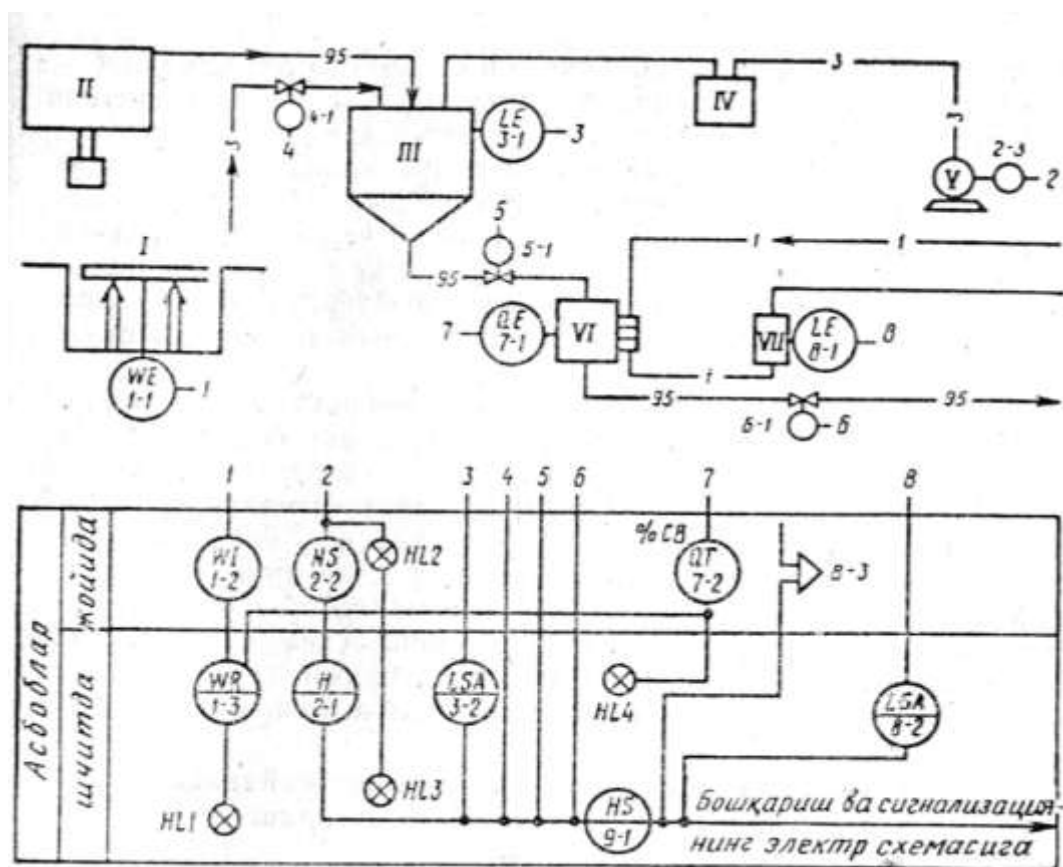 II
95
3
4-1
4
III
LE
3-1
3
IV
3
3
2-3
V
2
I
5
5-1
95
1
1
QE
7-1
7
VI
VII
LE
8-1
8
1
95
95
6-1
6
WE
1-1
1
1
2
3
4
5
6
7
8
Асбоблар
жойида
шчитда
WI
1-2
HS
2-2
HL2
%СВ
QT
7-2
8-3
WR
1-3
H
2-1
LSA
3-2
HL4
LSA
8-2
HL1
HL3
HS
9-1
Бошқариш ва сигнализация-
нинг электр схемасига